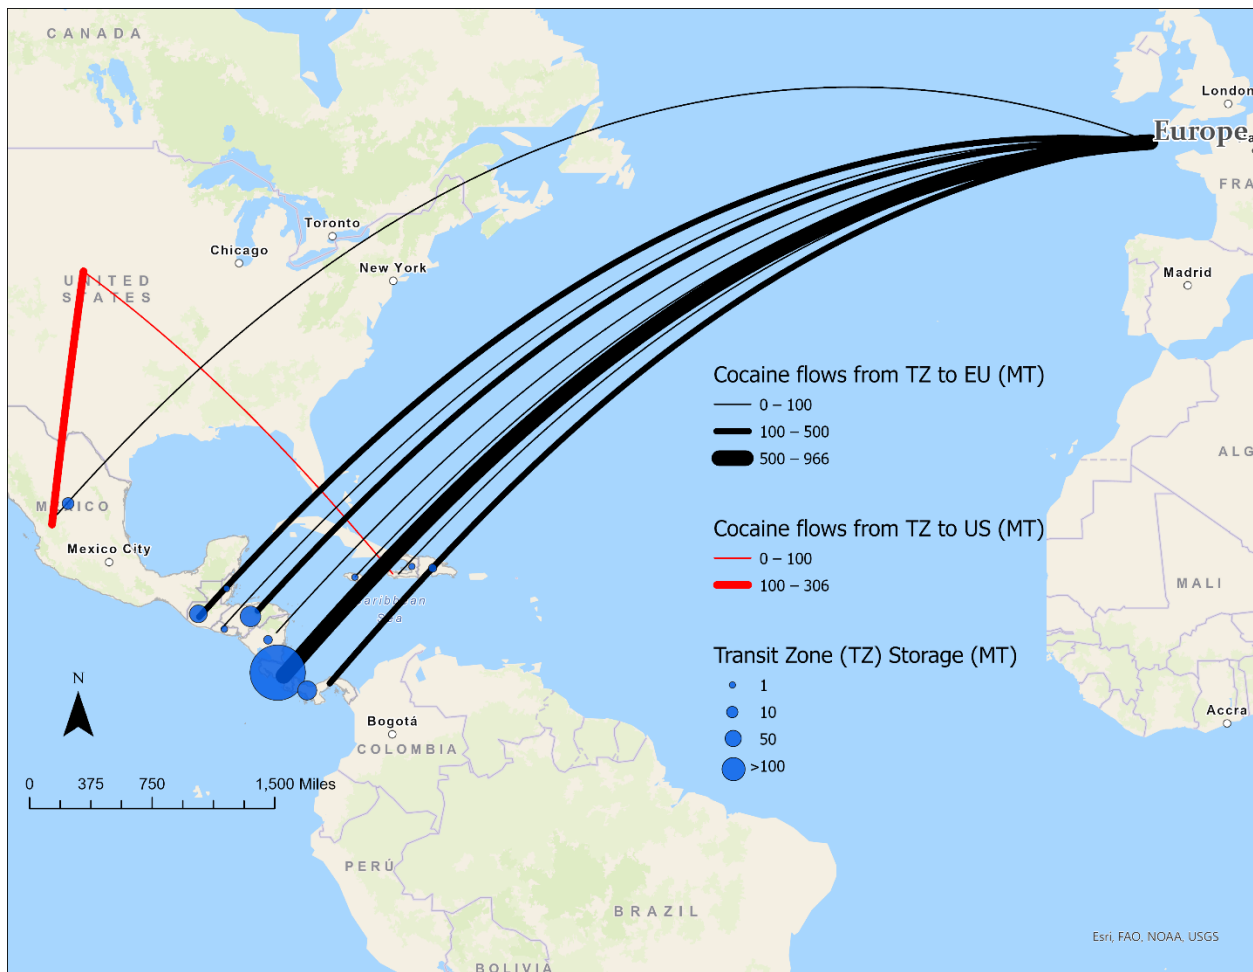 CANADA
London
Europe
FRA
Toronto
Chicago
New York
UNITED
STATES
Madrid
Cocaine flows from TZ to EU (MT)
0 – 100
100 – 500
500 – 966
ALG
MEXICO
Mexico City
Cocaine flows from TZ to US (MT)
0 – 100
100 – 306
MALI
Caribbean
Sea
Transit Zone (TZ) Storage (MT)
1
10
50
>100
N
Bogotá
COLOMBIA
Accra
0 375 750 1,500 Miles
PERÚ
BRAZIL
Esri, FAO, NOAA, USGS
BOLIVIA